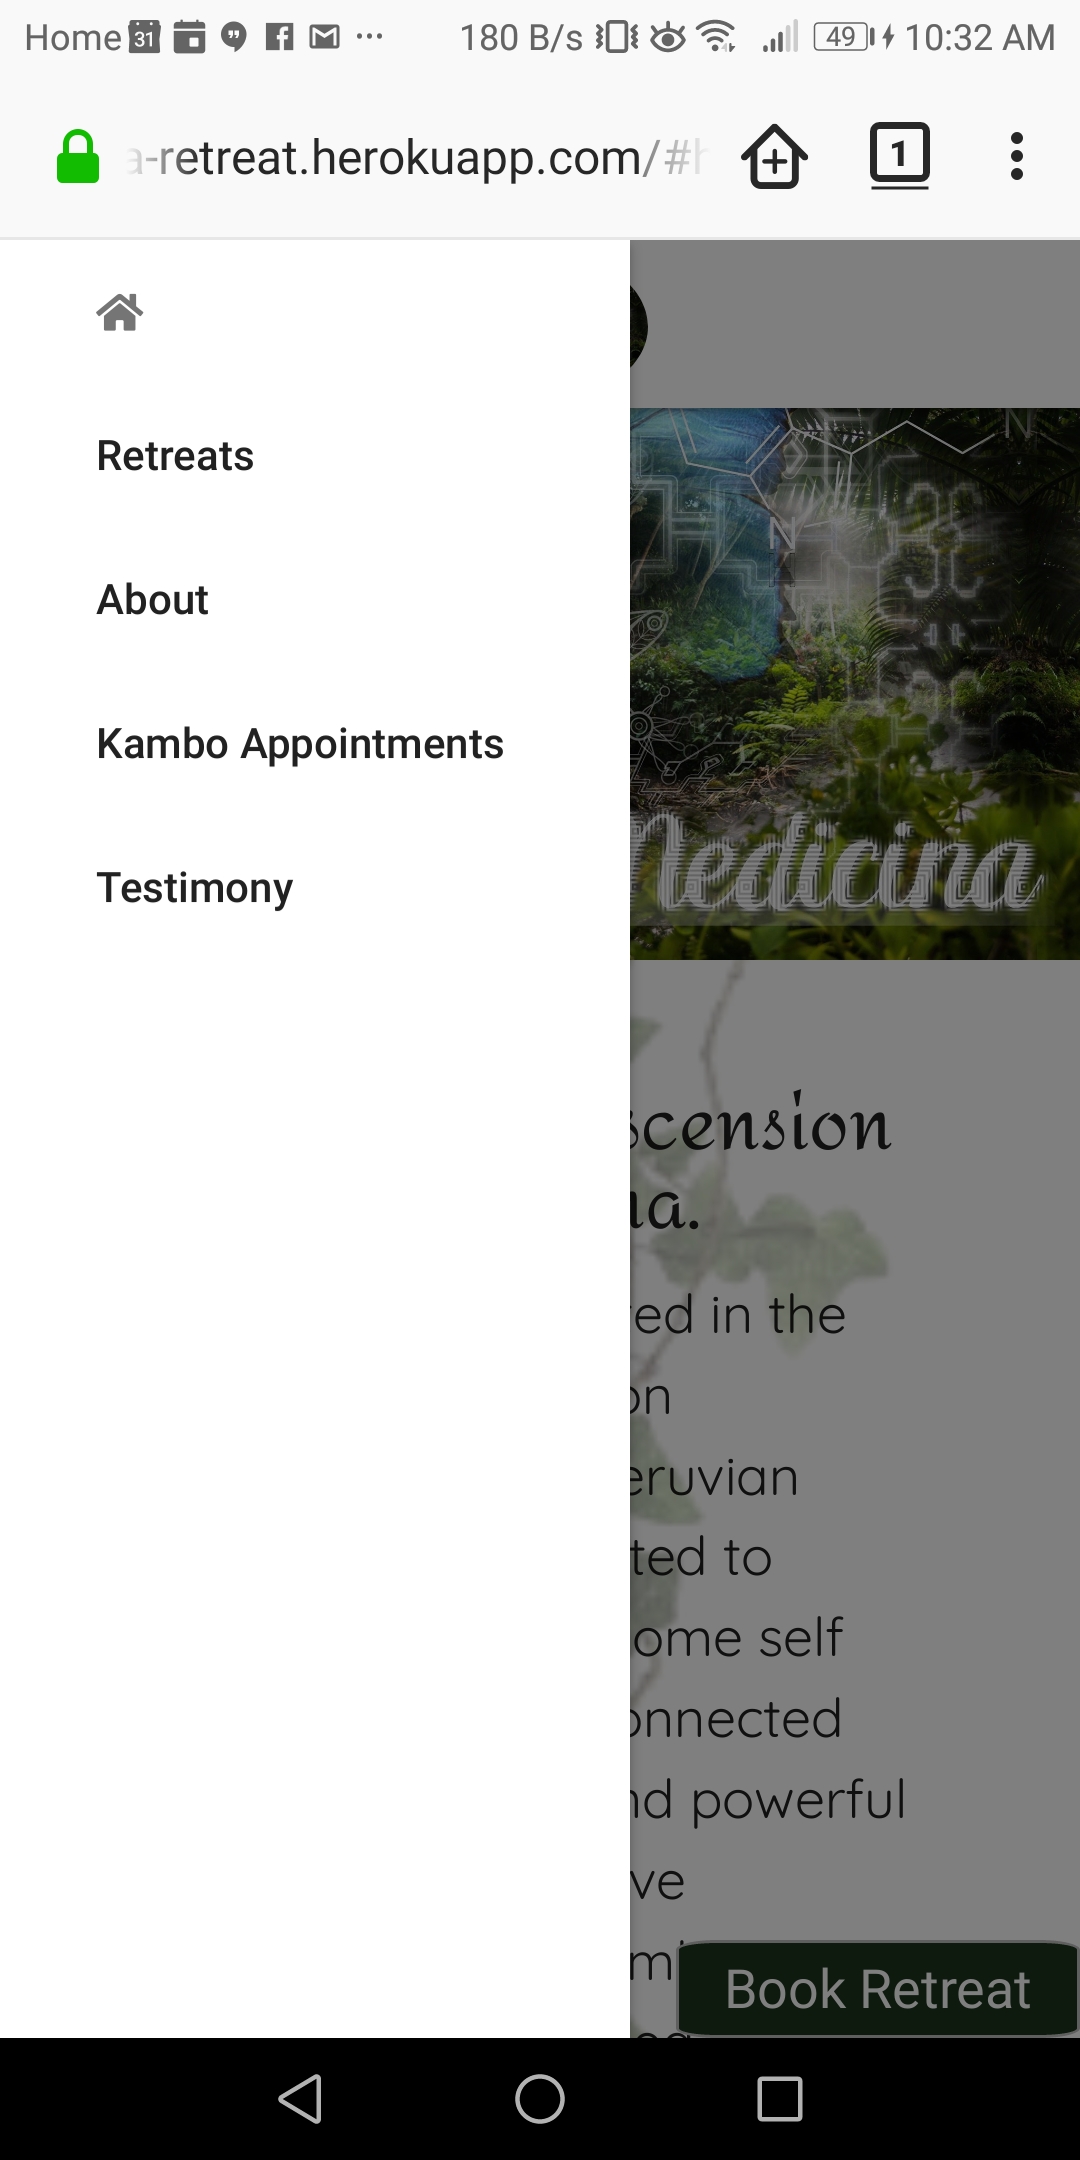 Home 31 180 B/s 49 10:32 AM
a-retreat.herokuapp.com/#h
1
Retreats
About
Kambo Appointments
Testimony
N
N
Medicina
scension
na.
ed in the
on
eruvian
ted to
ome self
onnected
nd powerful
ve
m
Book Retreat